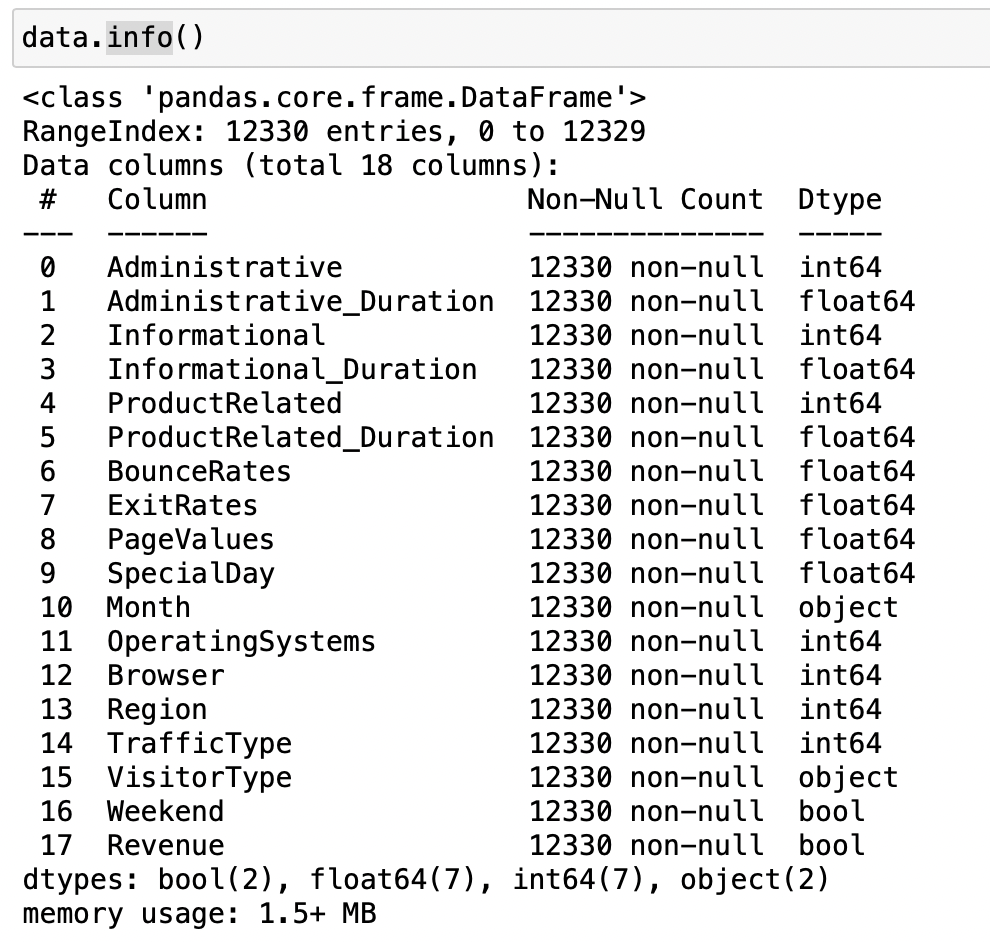 data.info()
<class 'pandas.core.frame.DataFrame'>
RangeIndex: 12330 entries, 0 to 12329
Data columns (total 18 columns):
 #   Column                   Non-Null Count  Dtype
---  ------                   --------------  -----
 0   Administrative           12330 non-null  int64
 1   Administrative_Duration  12330 non-null  float64
 2   Informational            12330 non-null  int64
 3   Informational_Duration   12330 non-null  float64
 4   ProductRelated           12330 non-null  int64
 5   ProductRelated_Duration  12330 non-null  float64
 6   BounceRates              12330 non-null  float64
 7   ExitRates                12330 non-null  float64
 8   PageValues               12330 non-null  float64
 9   SpecialDay               12330 non-null  float64
 10  Month                    12330 non-null  object
 11  OperatingSystems         12330 non-null  int64
 12  Browser                  12330 non-null  int64
 13  Region                   12330 non-null  int64
 14  TrafficType              12330 non-null  int64
 15  VisitorType              12330 non-null  object
 16  Weekend                  12330 non-null  bool
 17  Revenue                  12330 non-null  bool
dtypes: bool(2), float64(7), int64(7), object(2)
memory usage: 1.5+ MB